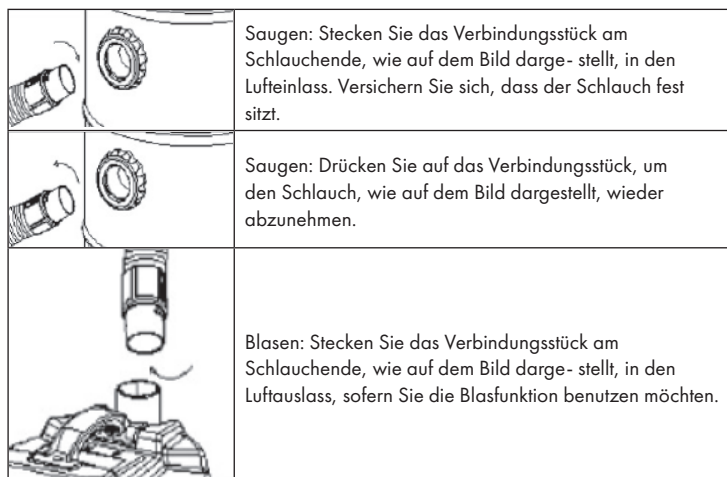 Saugen: Stecken Sie das Verbindungsstück am
Schlauchende, wie auf dem Bild darge- stellt, in den
Lufteinlass. Versichern Sie sich, dass der Schlauch fest
sitzt.
Saugen: Drücken Sie auf das Verbindungsstück, um
den Schlauch, wie auf dem Bild dargestellt, wieder
abzunehmen.
Blasen: Stecken Sie das Verbindungsstück am
Schlauchende, wie auf dem Bild darge- stellt, in den
Luftauslass, sofern Sie die Blasfunktion benutzen möchten.